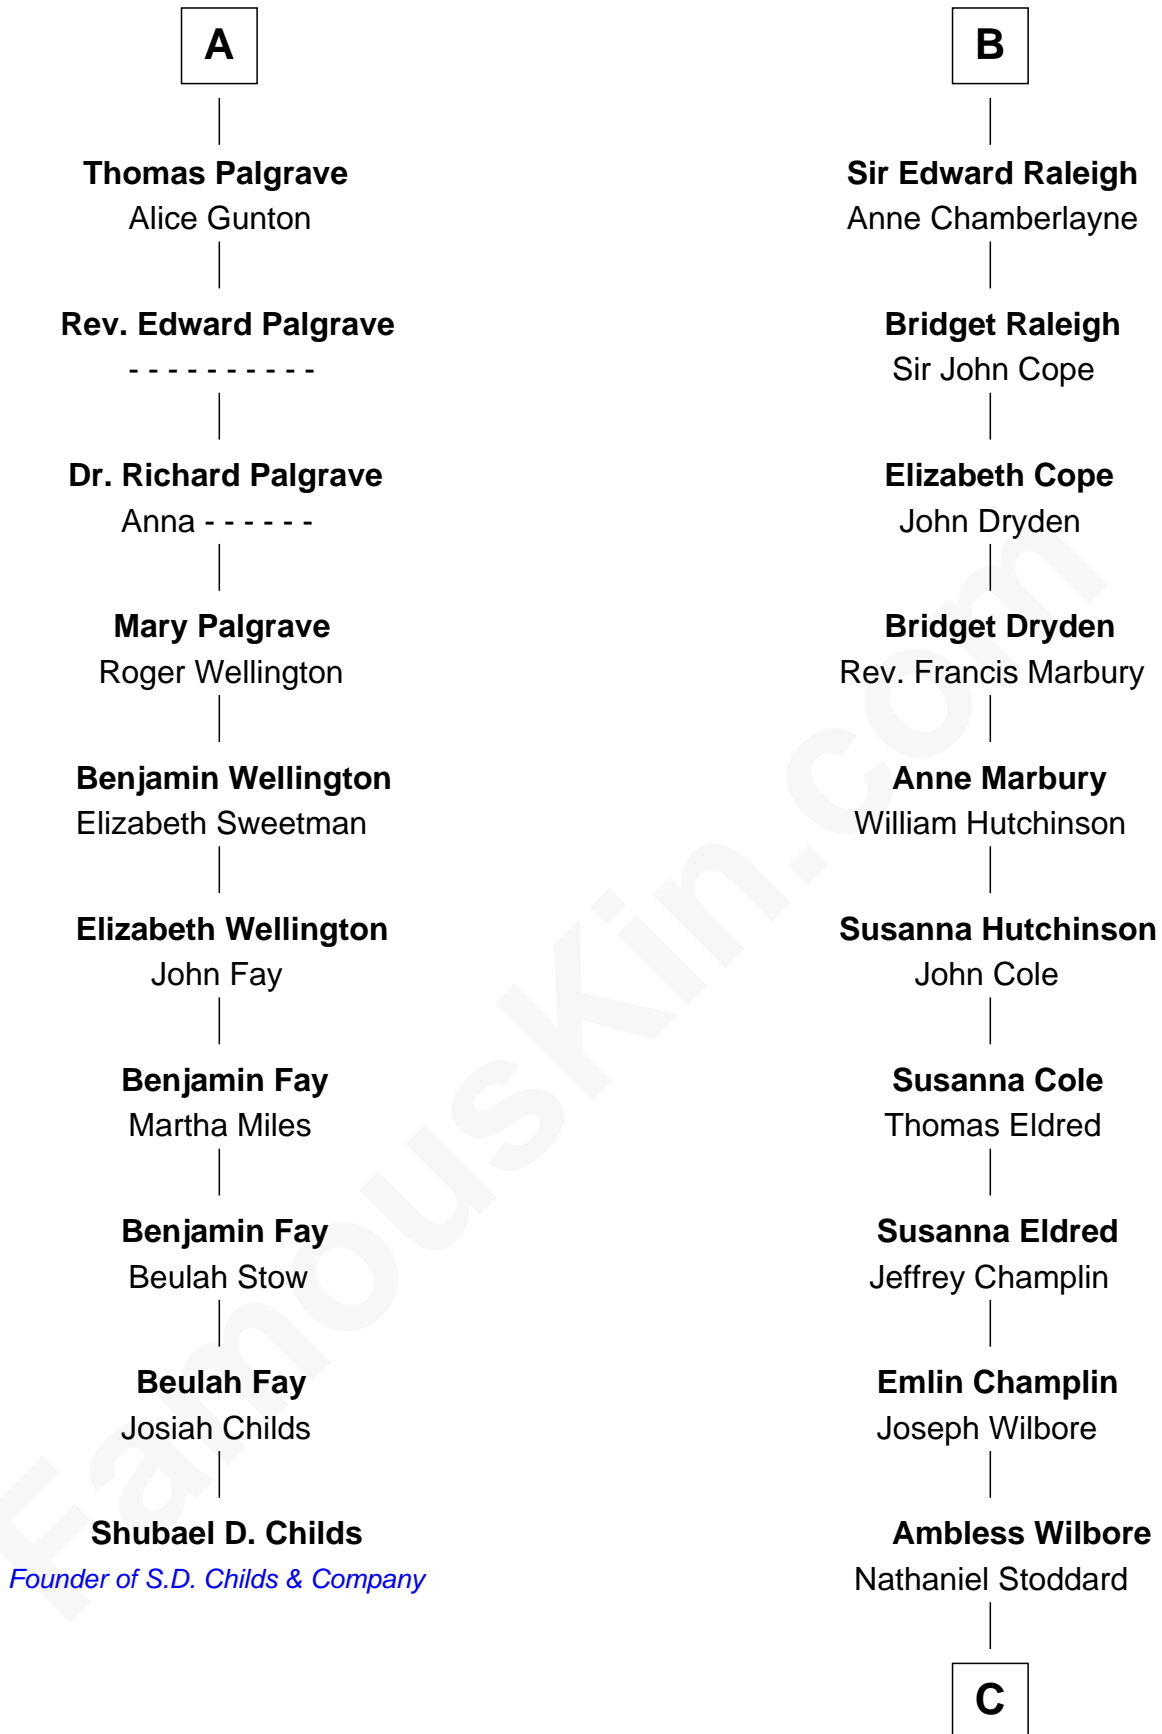 A
Thomas Palgrave
Alice Gunton
Rev. Edward Palgrave
- - - - - - - - - -
Dr. Richard Palgrave
Anna - - - - - -
Mary Palgrave
Roger Wellington
Benjamin Wellington
Elizabeth Sweetman
Elizabeth Wellington
John Fay
Benjamin Fay
Martha Miles
Benjamin Fay
Beulah Stow
Beulah Fay
Josiah Childs
Shubael D. Childs
Founder of S.D. Childs & Company
B
Sir Edward Raleigh
Anne Chamberlayne
Bridget Raleigh
Sir John Cope
Elizabeth Cope
John Dryden
Bridget Dryden
Rev. Francis Marbury
Anne Marbury
William Hutchinson
Susanna Hutchinson
John Cole
Susanna Cole
Thomas Eldred
Susanna Eldred
Jeffrey Champlin
Emlin Champlin
Joseph Wilbore
Ambless Wilbore
Nathaniel Stoddard
C
FamousKin.com